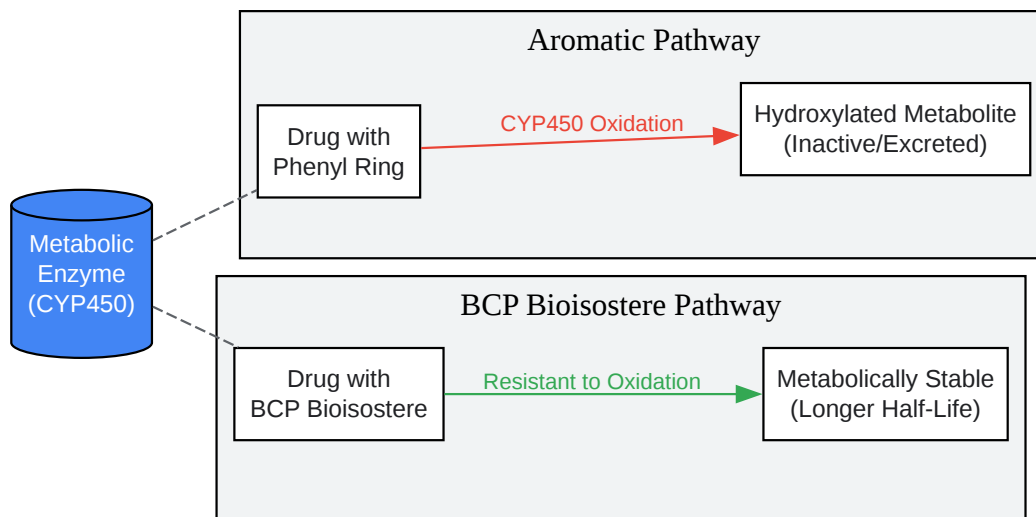 Aromatic Pathway
Drug with
Phenyl Ring
CYP450 Oxidation
Hydroxylated Metabolite
(Inactive/Excreted)
Metabolic
Enzyme
(CYP450)
BCP Bioisostere Pathway
Drug with
BCP Bioisostere
Resistant to Oxidation
Metabolically Stable
(Longer Half-Life)